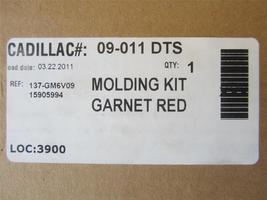 CADILLAC#: 09-011 DTS
ead date: 03.22.2011
QTY: 1
REF: 137-GM6V09
15905994
MOLDING KIT
GARNET RED
LOC:3900